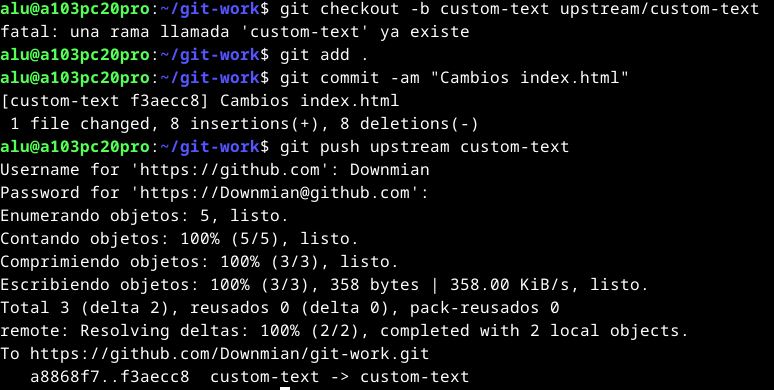 alu@a103pc20pro:~/git-work$ git checkout -b custom-text upstream/custom-text
fatal: una rama llamada 'custom-text' ya existe
alu@a103pc20pro:~/git-work$ git add .
alu@a103pc20pro:~/git-work$ git commit -am "Cambios index.html"
[custom-text f3aecc8] Cambios index.html
 1 file changed, 8 insertions(+), 8 deletions(-)
alu@a103pc20pro:~/git-work$ git push upstream custom-text
Username for 'https://github.com': Downmian
Password for 'https://Downmian@github.com':
Enumerando objetos: 5, listo.
Contando objetos: 100% (5/5), listo.
Comprimiendo objetos: 100% (3/3), listo.
Escribiendo objetos: 100% (3/3), 358 bytes | 358.00 KiB/s, listo.
Total 3 (delta 2), reusados 0 (delta 0), pack-reusados 0
remote: Resolving deltas: 100% (2/2), completed with 2 local objects.
To https://github.com/Downmian/git-work.git
   a8868f7..f3aecc8  custom-text -> custom-text